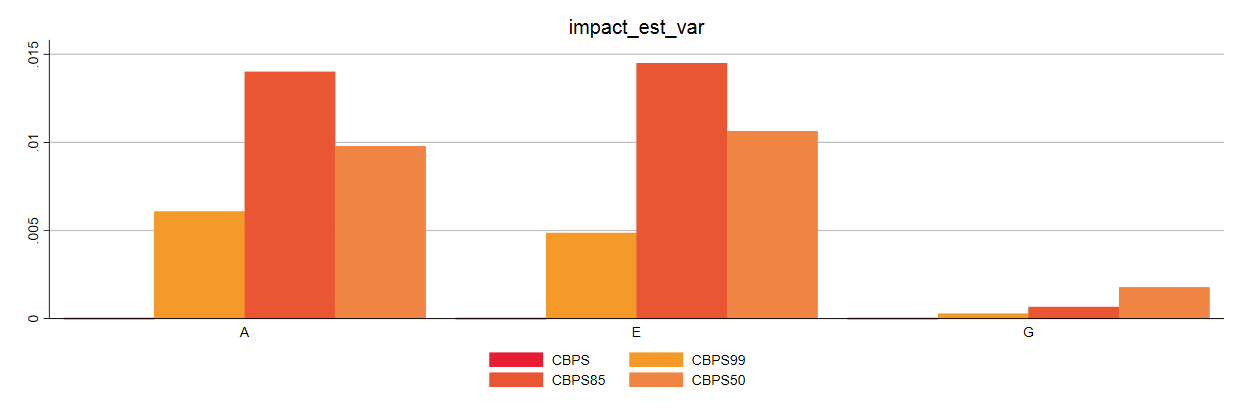 impact_est_var
.015
.01
.005
0
A E G
CBPS CBPS99
CBPS85 CBPS50